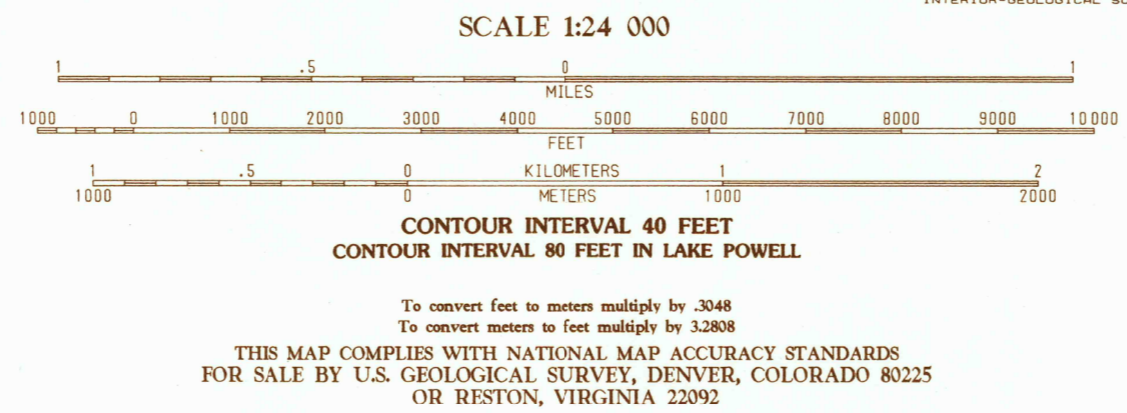 SCALE 1:24 000
1 .5 0 1
MILES
1000 0 1000 2000 3000 4000 5000 6000 7000 8000 9000 10 000
FEET
1 .5 0 KILOMETERS 1 2
1000 0 METERS 1000 2000
CONTOUR INTERVAL 40 FEET
CONTOUR INTERVAL 80 FEET IN LAKE POWELL
To convert feet to meters multiply by .3048
To convert meters to feet multiply by 3.2808
THIS MAP COMPLIES WITH NATIONAL MAP ACCURACY STANDARDS
FOR SALE BY U.S. GEOLOGICAL SURVEY, DENVER, COLORADO 80225
OR RESTON, VIRGINIA 22092